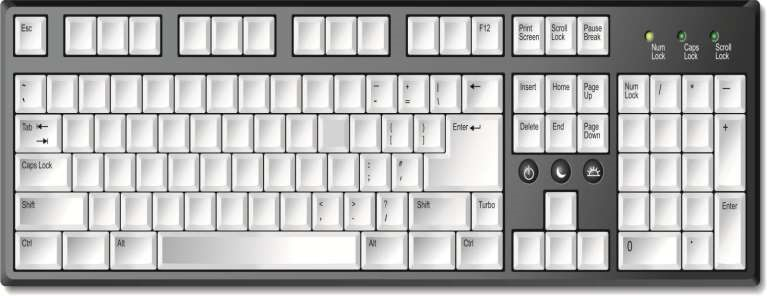 Esc
F12
Print
Screen
Scroll
Lock
Pause
Break
Num
Lock
Caps
Lock
Scroll
Lock
~
_
-
+
=
|
\
←
Insert
Home
Page
Up
Num
Lock
/
*
—
Tab
{
[
}
]
Enter ↵
Delete
End
Page
Down
+
Caps Lock
:
;
Shift
<
,
>
.
?
/
Shift
Turbo
Enter
Ctrl
Alt
Alt
Ctrl
0